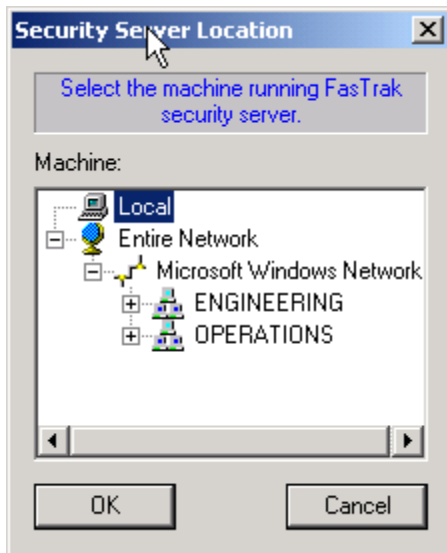 Security Server Location
Select the machine running FasTrak
security server.
Machine:
Local
Entire Network
Microsoft Windows Network
ENGINEERING
OPERATIONS
OK
Cancel